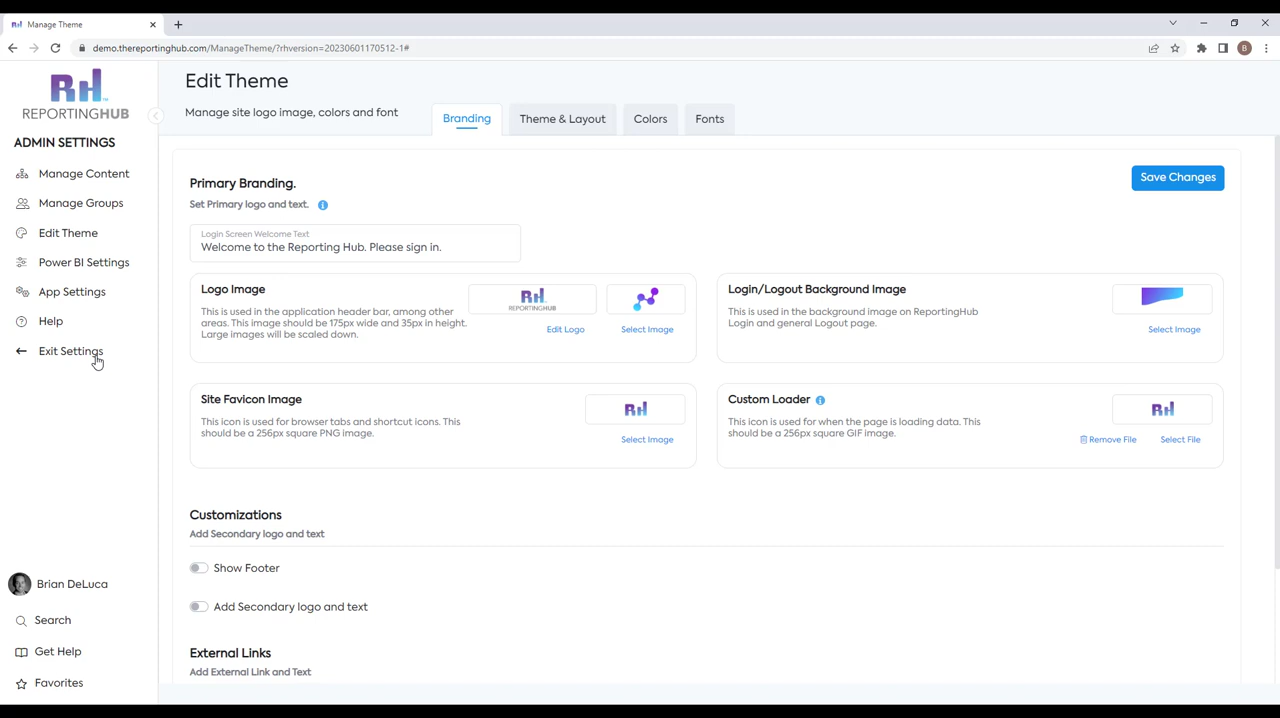 Manage Theme
demo.thereportinghub.com/ManageTheme/?rhversion=20230601170512-1#
B
RH
REPORTINGHUB
ADMIN SETTINGS
Manage Content
Manage Groups
Edit Theme
Power BI Settings
App Settings
Help
Exit Settings
Brian DeLuca
Search
Get Help
Favorites
Edit Theme
Manage site logo image, colors and font
Branding
Theme & Layout
Colors
Fonts
Primary Branding.
Set Primary logo and text.
Save Changes
Login Screen Welcome Text
Welcome to the Reporting Hub. Please sign in.
Logo Image
This is used in the application header bar, among other
areas. This image should be 175px wide and 35px in height.
Large images will be scaled down.
RH
REPORTINGHUB
Edit Logo
Select Image
Login/Logout Background Image
This is used in the background image on ReportingHub
Login and general Logout page.
Select Image
Site Favicon Image
This icon is used for browser tabs and shortcut icons. This
should be a 256px square PNG image.
RH
Select Image
Custom Loader
This icon is used for when the page is loading data. This
should be a 256px square GIF image.
RH
Remove File
Select File
Customizations
Add Secondary logo and text
Show Footer
Add Secondary logo and text
External Links
Add External Link and Text